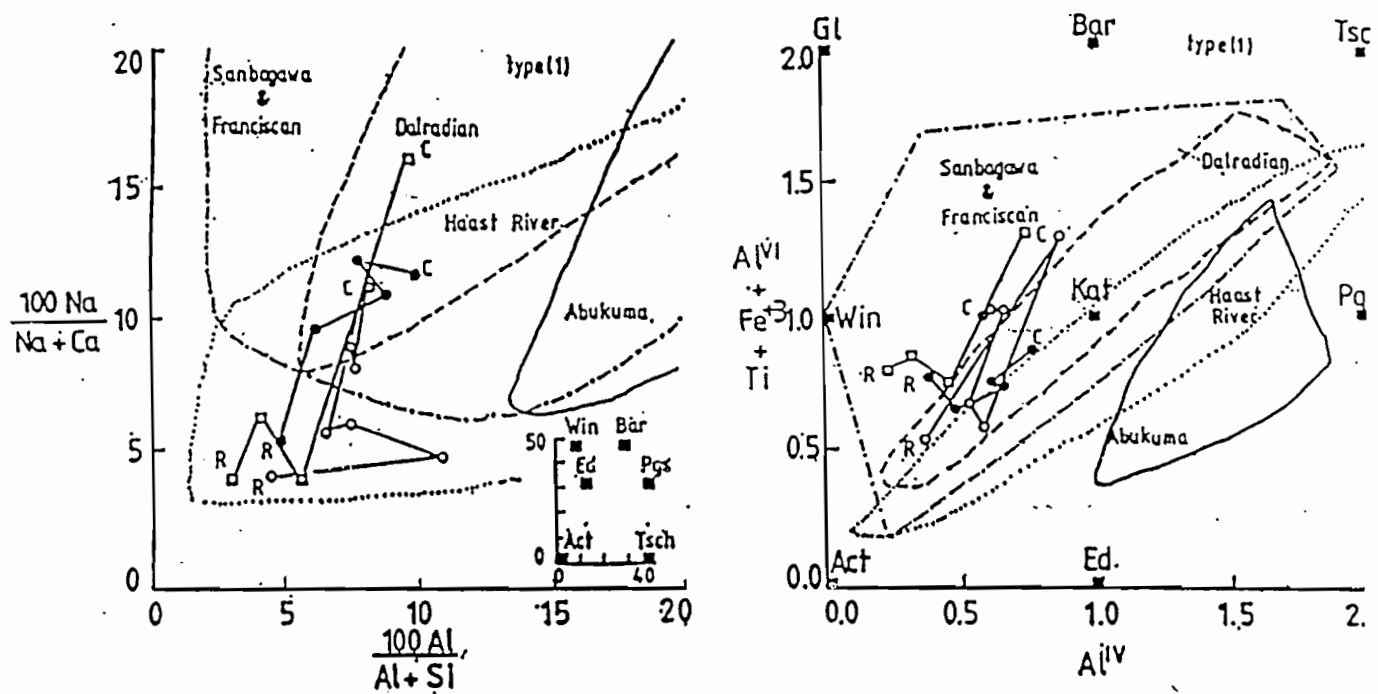 20
15
10
5
0
0
5
10
15
20
100 Na
Na + Ca
100 Al
Al + Si
Sanbagawa
&
Franciscan
type(1)
Dalradian
C
Haast River
C
C
Abukuma
R
R
R
50
0
0
40
Win
Bar
Ed
Act
Tsch
Gl
Bar
Tsc
2.0
1.5
1.0
0.5
0.0
0.0
0.5
1.0
1.5
2.
type(1)
Sanbagawa
&
Franciscan
Dalradian
C
C
C
Kat
Haast
River
Pg
Win
R
R
R
Abukuma
Act
Ed.
Al VI
+
Fe+3
+
Ti
Al IV